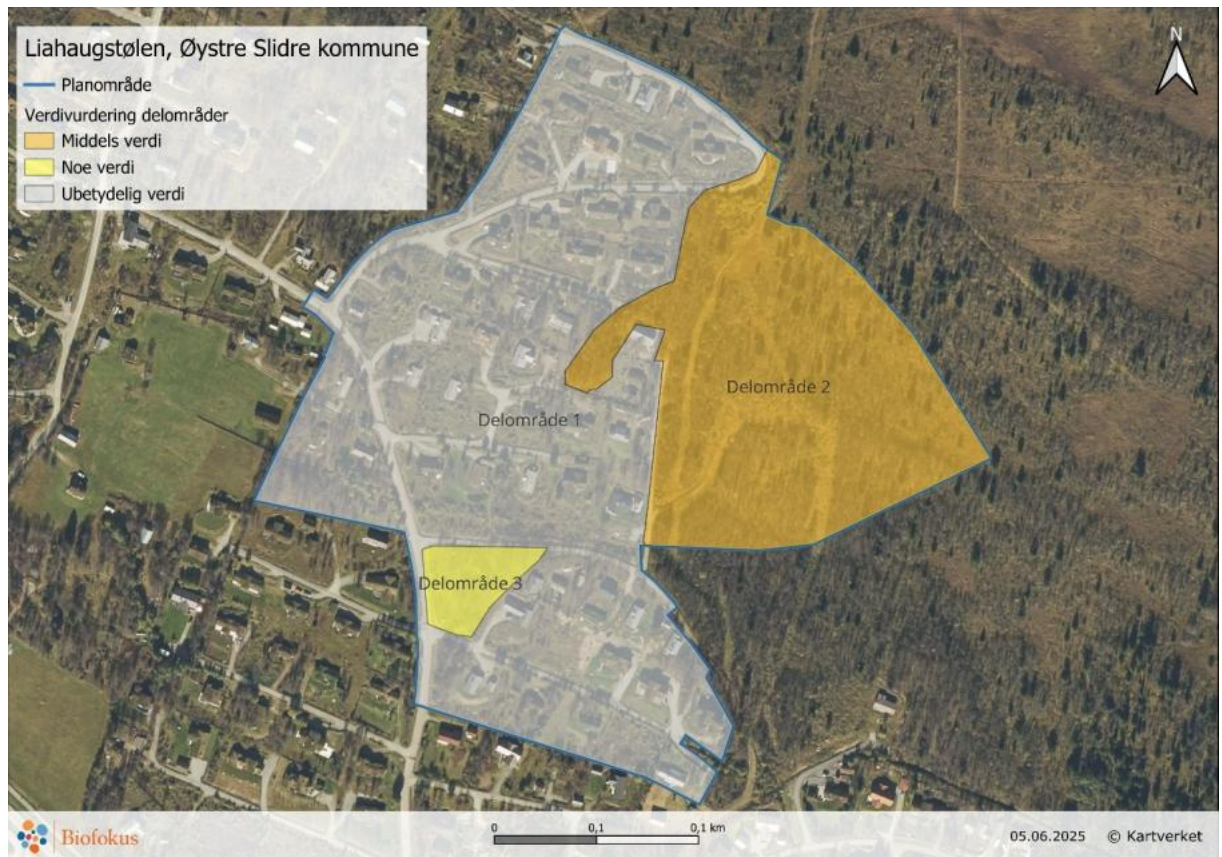 Liahaugstølen, Øystre Slidre kommune
Planområde
Verdivurdering delområder
Middels verdi
Noe verdi
Ubetydelig verdi
N
Delområde 2
Delområde 1
Delområde 3
Biofokus
0 0,1 0,1 km
05.06.2025 © Kartverket